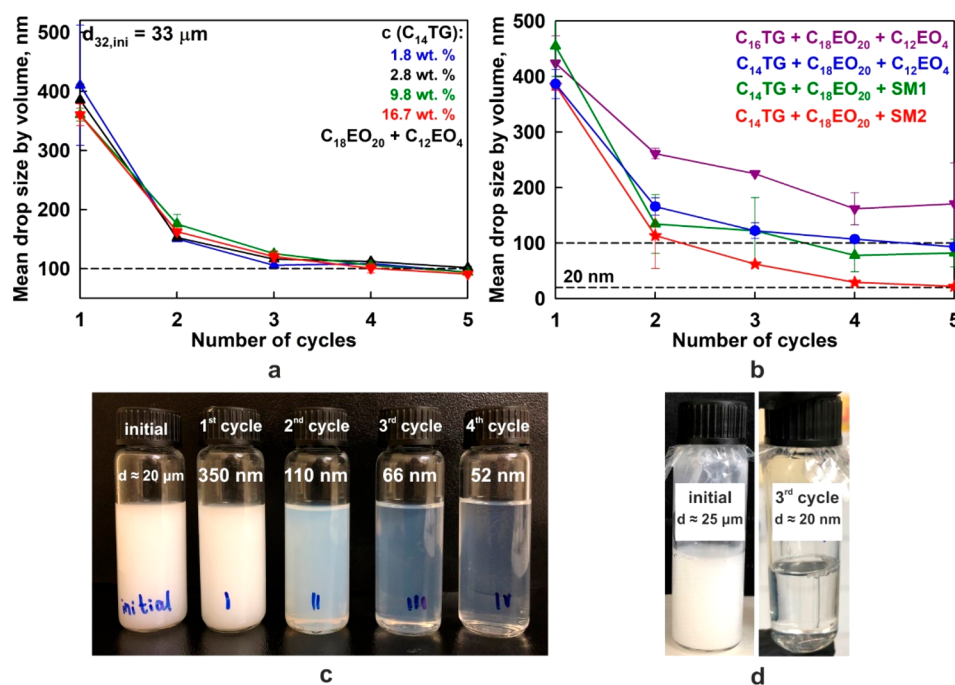 Mean drop size by volume, nm
500
400
300
200
100
d32,ini = 33 μm
c (C14TG):
1.8 wt. %
2.8 wt. %
9.8 wt. %
16.7 wt. %
C18EO20 + C12EO4
1 2 3 4 5
Number of cycles
a
Mean drop size by volume, nm
500
400
300
200
100
0
C16TG + C18EO20 + C12EO4
C14TG + C18EO20 + C12EO4
C14TG + C18EO20 + SM1
C14TG + C18EO20 + SM2
20 nm
1 2 3 4 5
Number of cycles
b
initial 1st cycle 2nd cycle 3rd cycle 4th cycle
d ≈ 20 μm 350 nm 110 nm 66 nm 52 nm
initial I II III IV
c
initial
d ≈ 25 μm
3rd cycle
d ≈ 20 nm
d